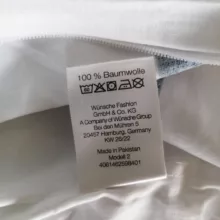 100 % Baumwolle
Wünsche Fashion
GmbH & Co. KG
A Company of Wünsche Group
Bei den Mühren 5
20457 Hamburg, Germany
KW 20/22
Made in Pakistan
Modell 2
4061462598401